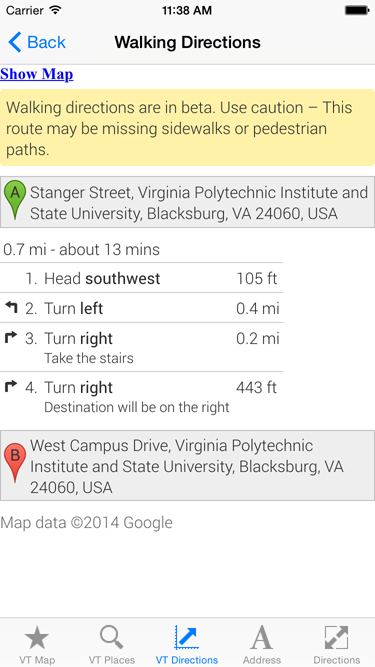 Carrier 11:38 AM
Back Walking Directions
Show Map
Walking directions are in beta. Use caution – This
route may be missing sidewalks or pedestrian
paths.
A Stanger Street, Virginia Polytechnic Institute and
State University, Blacksburg, VA 24060, USA
0.7 mi - about 13 mins
1. Head southwest 105 ft
2. Turn left 0.4 mi
3. Turn right 0.2 mi
Take the stairs
4. Turn right 443 ft
Destination will be on the right
B West Campus Drive, Virginia Polytechnic
Institute and State University, Blacksburg, VA
24060, USA
Map data ©2014 Google
VT Map VT Places VT Directions Address Directions